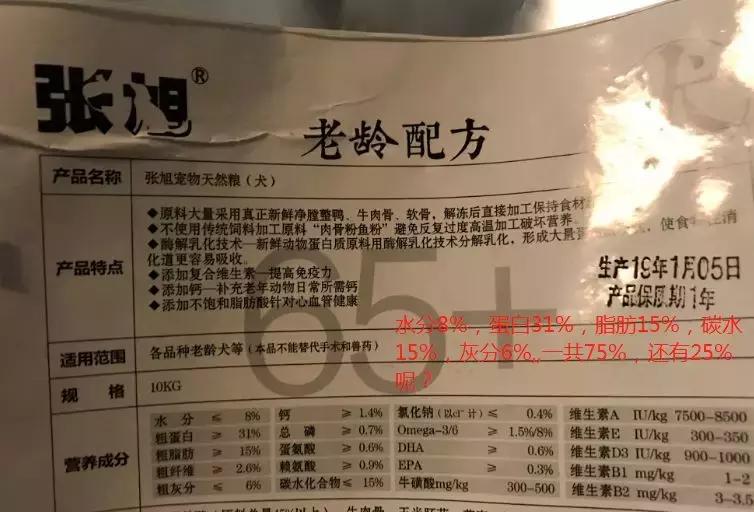 张旭®
老龄配方
产品名称 张旭宠物天然粮（犬）
产品特点
◆原料大量采用真正新鲜净膛整鸭、牛肉骨、软骨，解冻后直接加工保持食材
◆不使用传统饲料加工原料“肉骨粉鱼粉”避免反复过度高温加工破坏营养。
◆酶解乳化技术—新鲜动物蛋白质原料用酶解乳化技术分解乳化，形成大量 使食 消
化道更容易吸收。
◆添加复合维生素—提高免疫力
◆添加钙—补充老年动物日常所需钙
◆添加不饱和脂肪酸针对心血管健康
65+
生产19年1月05日
产品保质期1年
水分8%，蛋白31%，脂肪15%，碳水
15%，灰分6%,,一共75%，还有25%
呢？
适用范围 各品种老龄犬等（本品不能替代手术和兽药）
规 格 10KG
营养成分
水 分 ≤ 8% 钙 ≥ 1.4% 氯化钠（以cl⁻计）≤ 0.4% 维生素A IU/kg 7500-8500
粗蛋白 ≥ 31% 总 磷 ≥ 0.7% Omega-3/6 ≥ 1.5%/8% 维生素E IU/kg 300-350
粗脂肪 ≥ 15% 蛋氨酸 ≥ 0.6% DHA ≥ 0.6% 维生素D3 IU/kg 900-1000
粗纤维 ≥ 2.6% 赖氨酸 ≥ 0.9% EPA ≥ 0.3% 维生素B1 mg/kg 1-2
粗灰分 ≤ 6% 碳水化合物≤ 15% 牛磺酸mg/kg 300-500 维生素B2 mg/kg 3-3.5